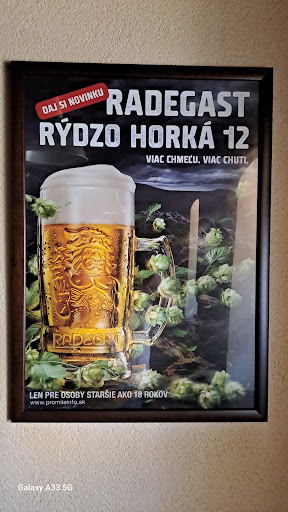 DAJ SI NOVINKU
RADEGAST
RÝDZO HORKÁ 12
VIAC CHMEĽU. VIAC CHUTI.
RADEGAST
LEN PRE OSOBY STARŠIE AKO 18 ROKOV
www.promileinfo.sk
Galaxy A33 5G